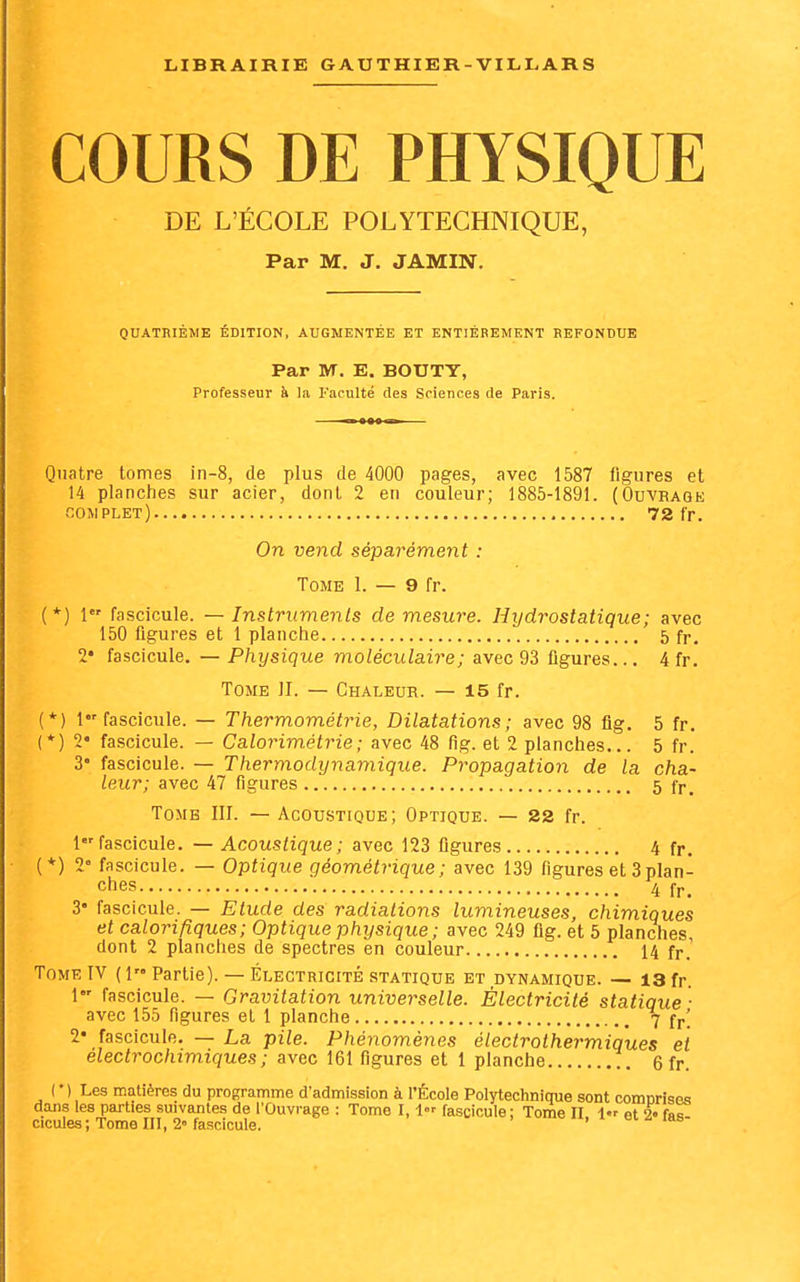 LIBRAIRIE GAUTHIER-VILLARS
COURS DE PHYSIQUE
DE L'ÉCOLE POLYTECHNIQUE,
Par M. J. JAMIN.
QUATRIÈME ÉDITION, AUGMENTÉE ET ENTIÈREMENT REFONDUE
Par M. E. BOUTY,
Professeur à la Faculté des Sciences de Paris.
Quatre tomes in-8, de plus de 4000 pages, avec 1587 figures et
14 planches sur acier, dont 2 en couleur; 1885-1891. (OUVRAGE
COMPLET)........ 72 fr.
On vend séparément :
TOME I. — 9 fr.
(*) 1er fascicule. — Instruments de mesure. Hydrostatique; avec
150 figures et 1 planche........ 5 fr.
2e fascicule. — Physique moléculaire; avec 93 figures... 4 fr.
TOME II. — CHALEUR. — 15 fr.
(*) 1er fascicule. — Thermométrie, Dilatations; avec 98 fig. 5 fr.
(*) 2e fascicule. — Calorimétrie; avec 48 fig. et 2 planches... 5 fr.
3e fascicule. — Thermodynamique. Propagation de la cha-
leur; avec 47 figures........ 5 fr.
TOME III. — ACOUSTIQUE; OPTIQUE. — 22 fr.
1er fascicule. — Acoustique; avec 123 figures........ 4 fr.
(*) 2e fascicule. — Optique géométrique; avec 139 figures et 3 plan-
ches........ 4 fr.
3e fascicule. — Etude des radiations lumineuses, chimiques
et calorifiques; Optique physique; avec 249 fig. et 5 planches,
dont 2 planches de spectres en couleur........ 14 fr.
TOME IV (1re Partie). — ÉLECTRICITÉ STATIQUE ET DYNAMIQUE. — 13 fr.
1er fascicule. — Gravitation universelle. Électricité statique;
avec 155 figures et 1 planche........ 7 fr.
2e fascicule. — La pile. Phénomènes électrothermiques et
électrochimiques; avec 161 figures et 1 planche........ 6 fr.
(*) Les matières du programme d'admission à l'École Polytechnique sont comprises
dans les parties suivantes de l'Ouvrage : Tome I, 1er fascicule; Tome II, 1er et 2e fas-
cicules; Tome III, 2e fascicule.